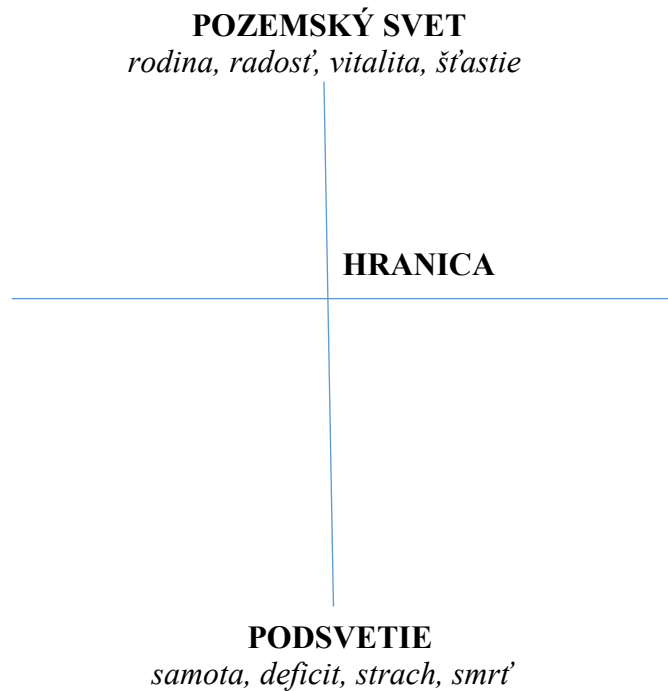 POZEMSKÝ SVET
rodina, radosť, vitalita, šťastie
HRANICA
PODSVETIE
samota, deficit, strach, smrť